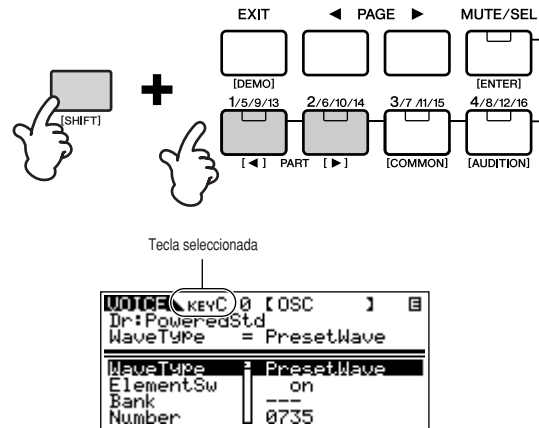 EXIT ◀ PAGE ▶ MUTE/SEL
[DEMO] [ENTER]
1/5/9/13 2/6/10/14 3/7/11/15 4/8/12/16
[SHIFT]
[◀] PART [▶] [COMMON] [AUDITION]
Tecla seleccionada
VOICE KEYC 0 [OSC ] E
Dr:PoweredStd
WaveType = PresetWave
WaveType PresetWave
ElementSw on
Bank ---
Number 0735